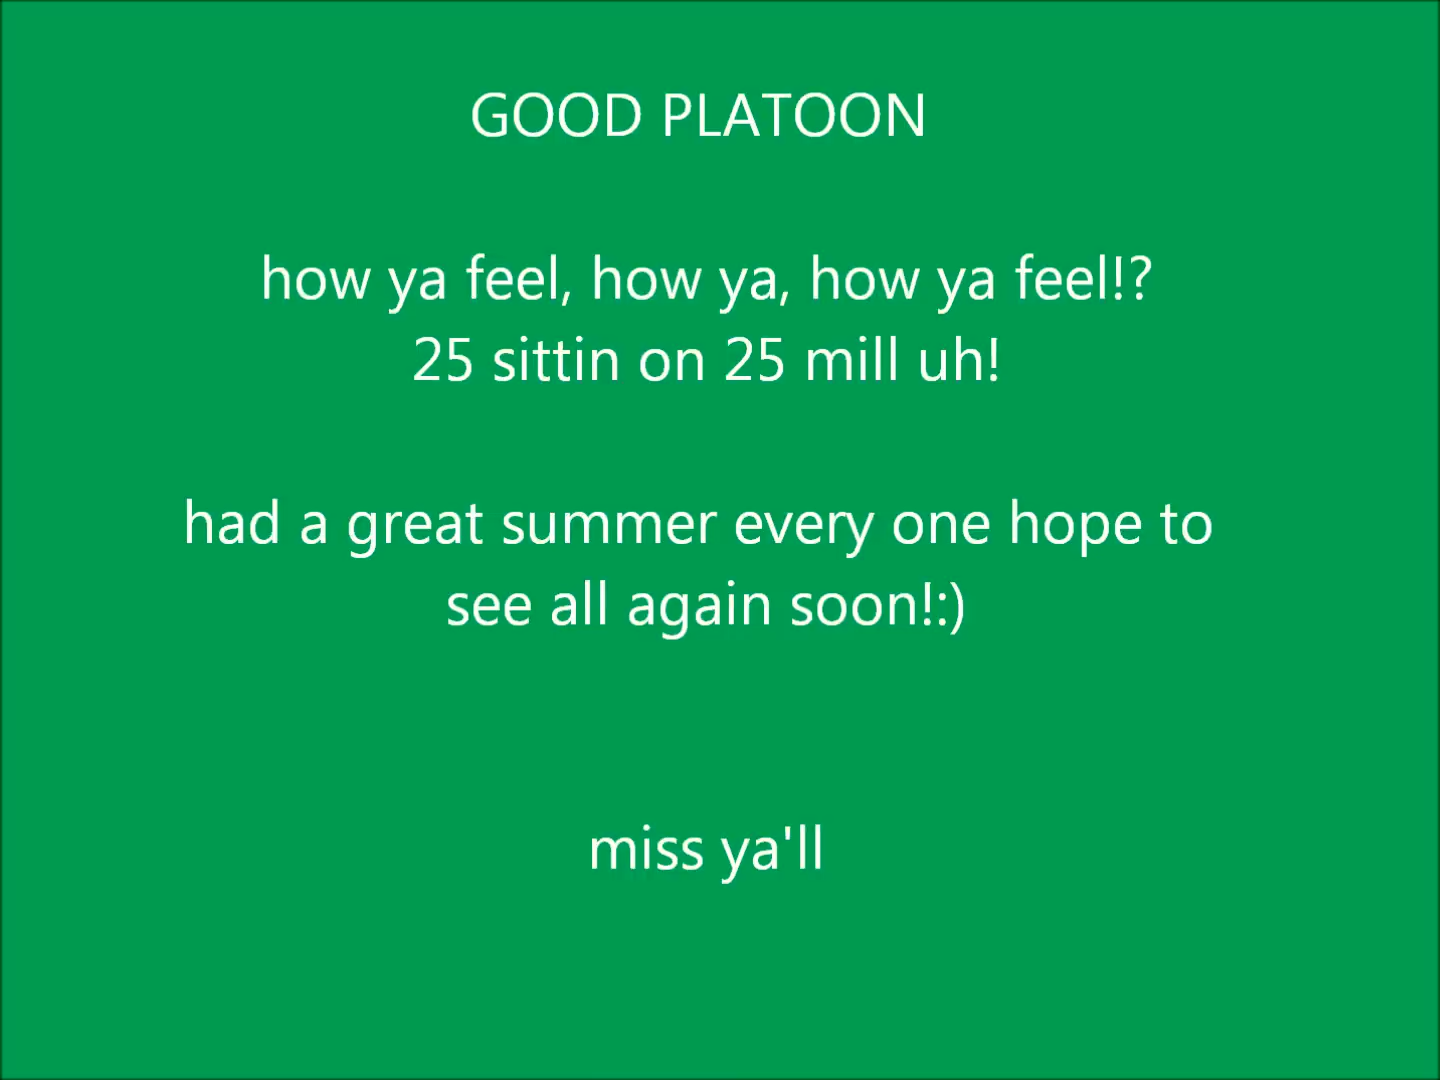 GOOD PLATOON
how ya feel, how ya, how ya feel!?
25 sittin on 25 mill uh!
had a great summer every one hope to
see all again soon!:)
miss ya'll